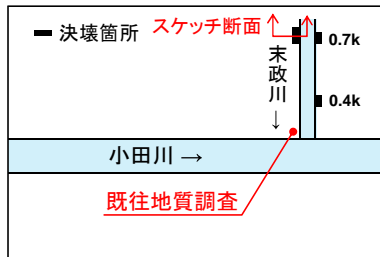 決壊箇所
スケッチ断面
0.7k
末政川
↓
0.4k
小田川 →
既往地質調査